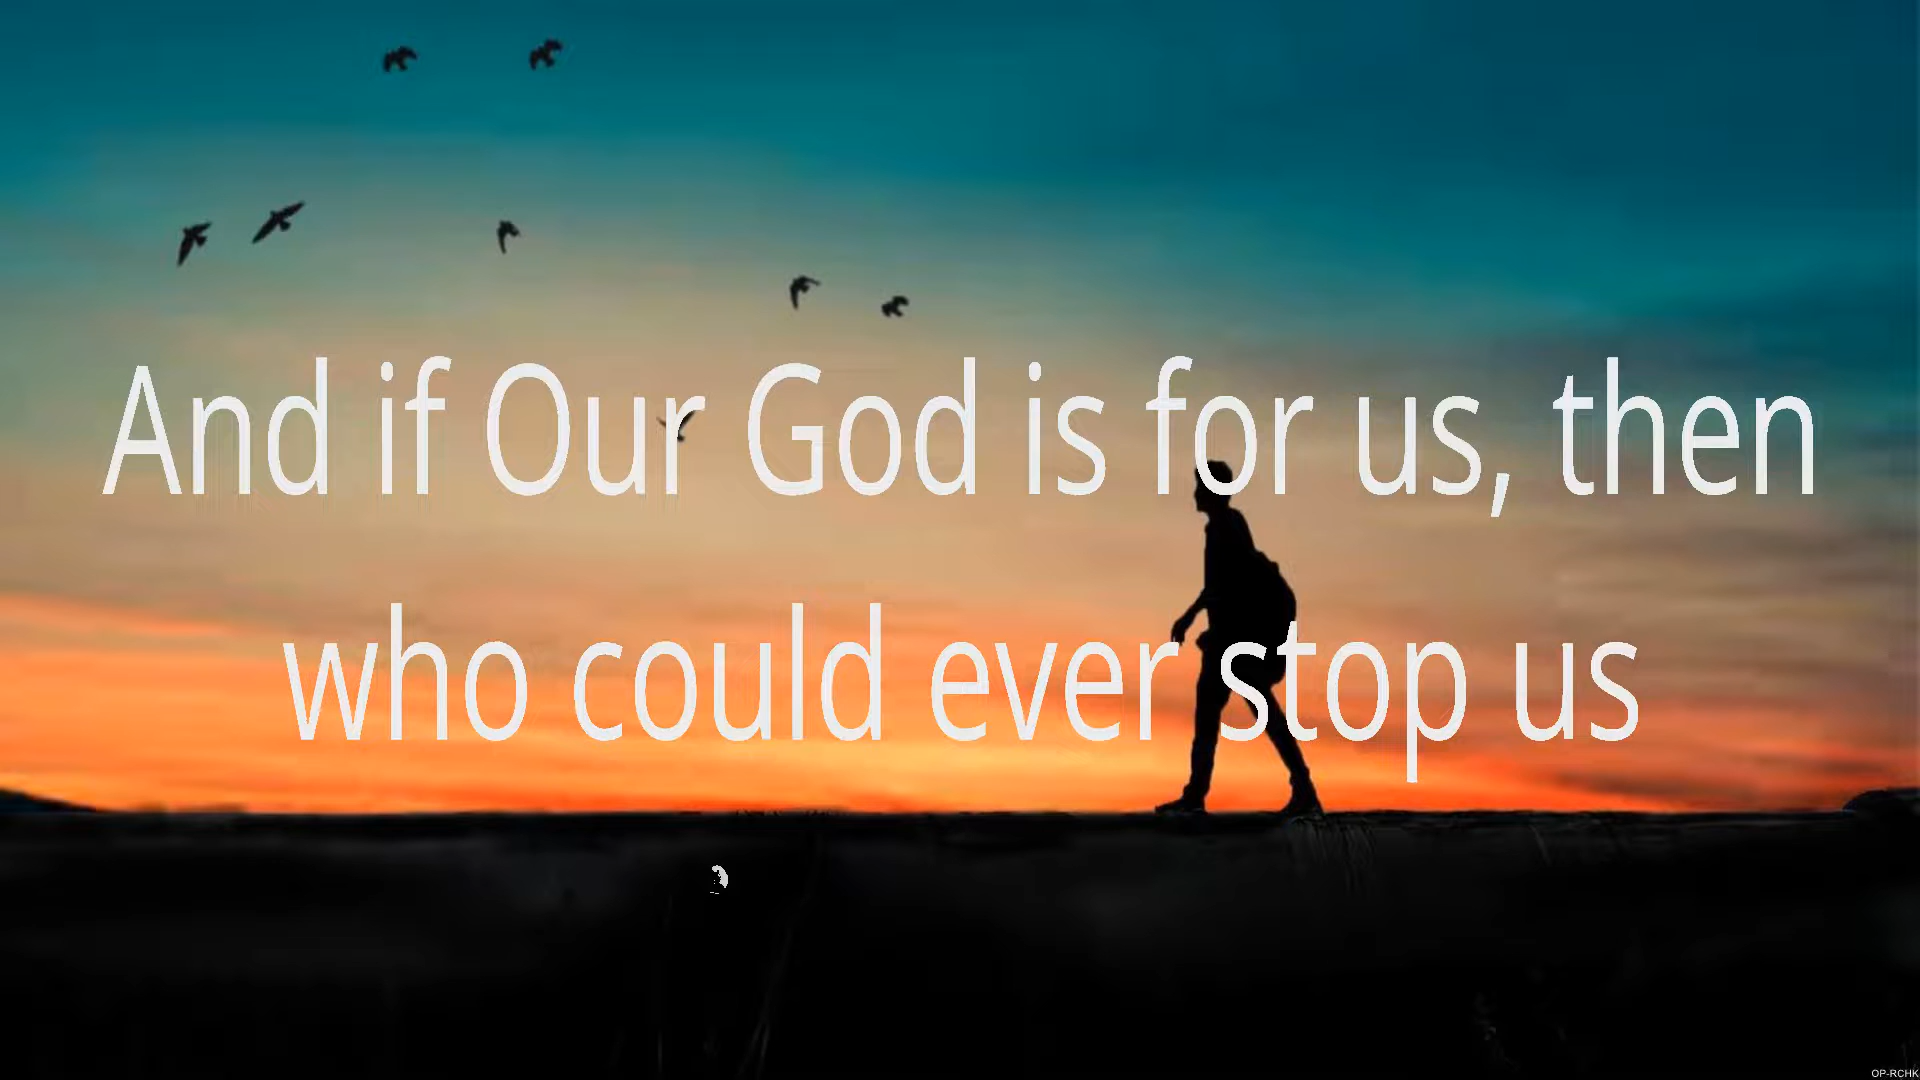 And if Our God is for us, then
who could ever stop us
OP-RCHK